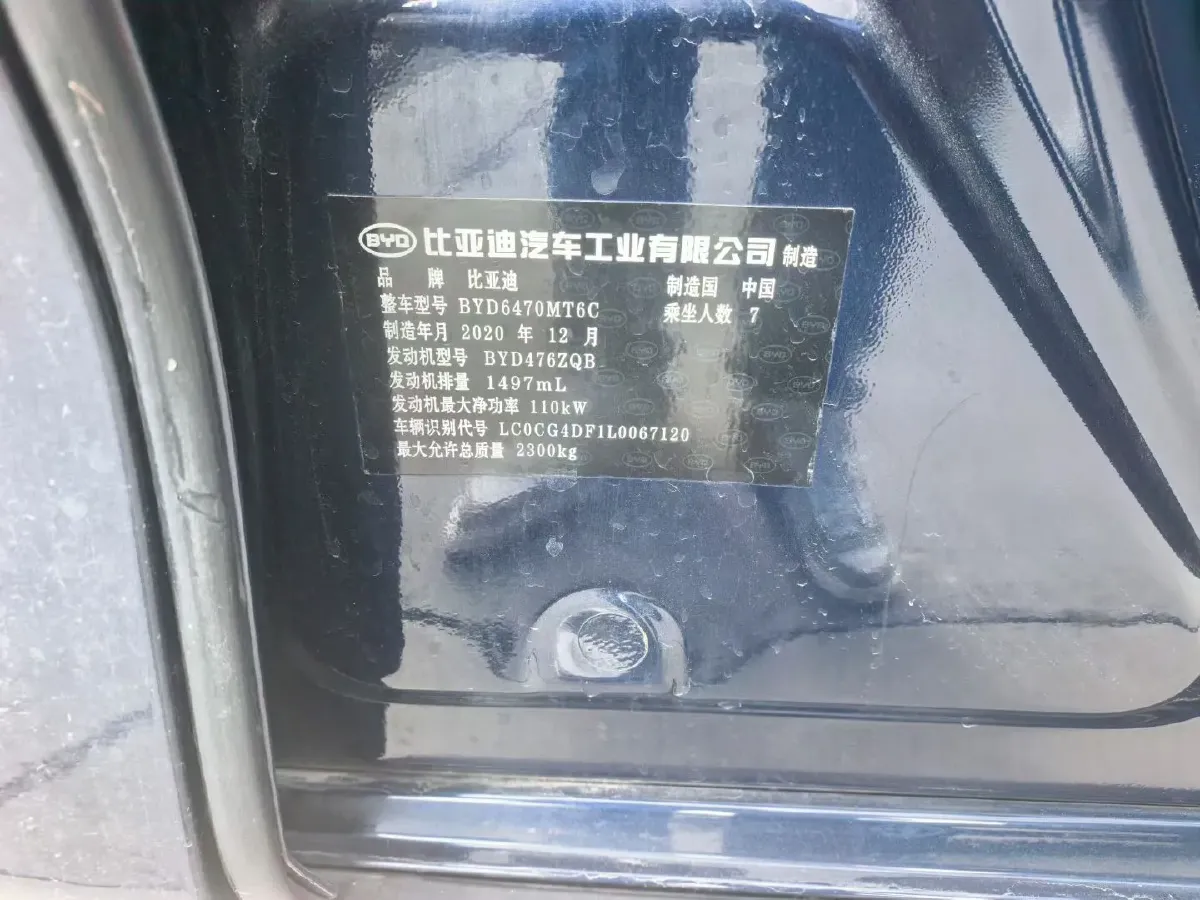 BYD 比亚迪汽车工业有限公司 制造
品 牌 比亚迪 制造国 中国
整车型号 BYD6470MT6C 乘坐人数 7
制造年月 2020 年 12 月
发动机型号 BYD476ZQB
发动机排量 1497mL
发动机最大净功率 110kW
车辆识别代号 LC0CG4DF1L0067120
最大允许总质量 2300kg